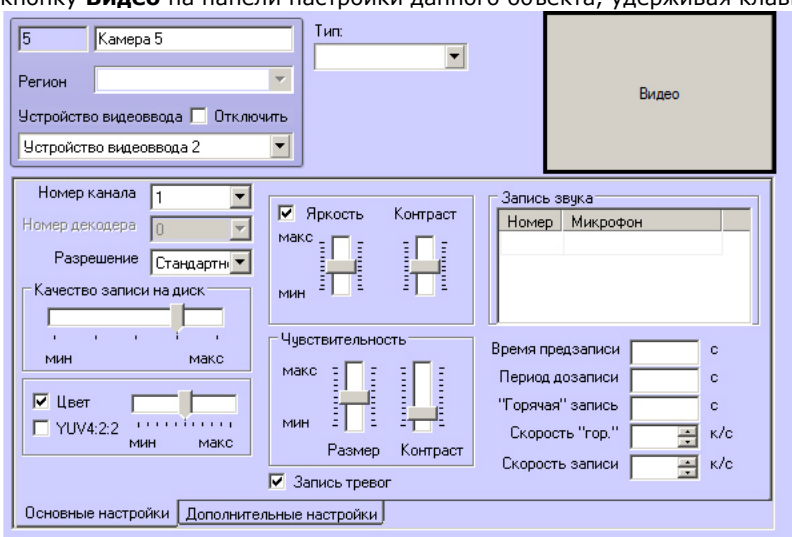 кнопку Видео на панели настройки данного объекта, удерживая клав
5 Камера 5
Тип:
Регион
Видео
Устройство видеоввода Отключить
Устройство видеоввода 2
Номер канала 1
Номер декодера 0
Разрешение Стандартн
Качество записи на диск
мин макс
Цвет
YUV4:2:2
мин макс
Яркость Контраст
макс
мин
Чувствительность
макс
мин
Размер Контраст
Запись тревог
Запись звука
Номер Микрофон
Время предзаписи с
Период дозаписи с
"Горячая" запись с
Скорость "гор." к/с
Скорость записи к/с
Основные настройки Дополнительные настройки